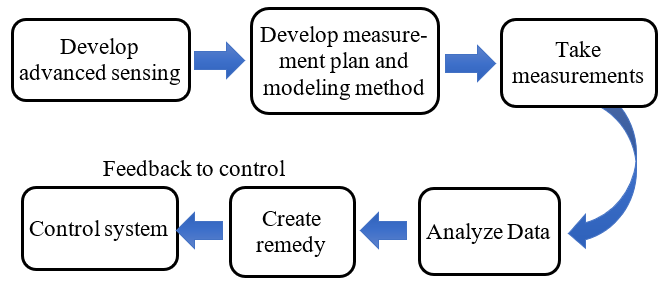 Develop
advanced sensing
Develop measure-
ment plan and
modeling method
Take
measurements
Feedback to control
Control system
Create
remedy
Analyze Data